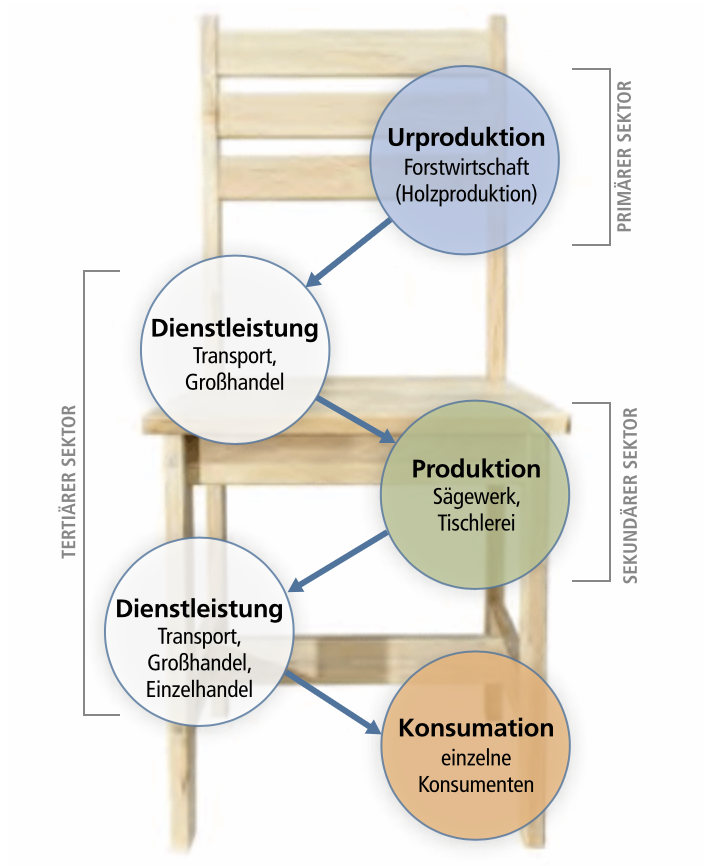 Urproduktion
Forstwirtschaft
(Holzproduktion)
PRIMÄRER SEKTOR
Dienstleistung
Transport,
Großhandel
TERTIÄRER SEKTOR
Produktion
Sägewerk,
Tischlerei
SEKUNDÄRER SEKTOR
Dienstleistung
Transport,
Großhandel,
Einzelhandel
Konsumation
einzelne
Konsumenten